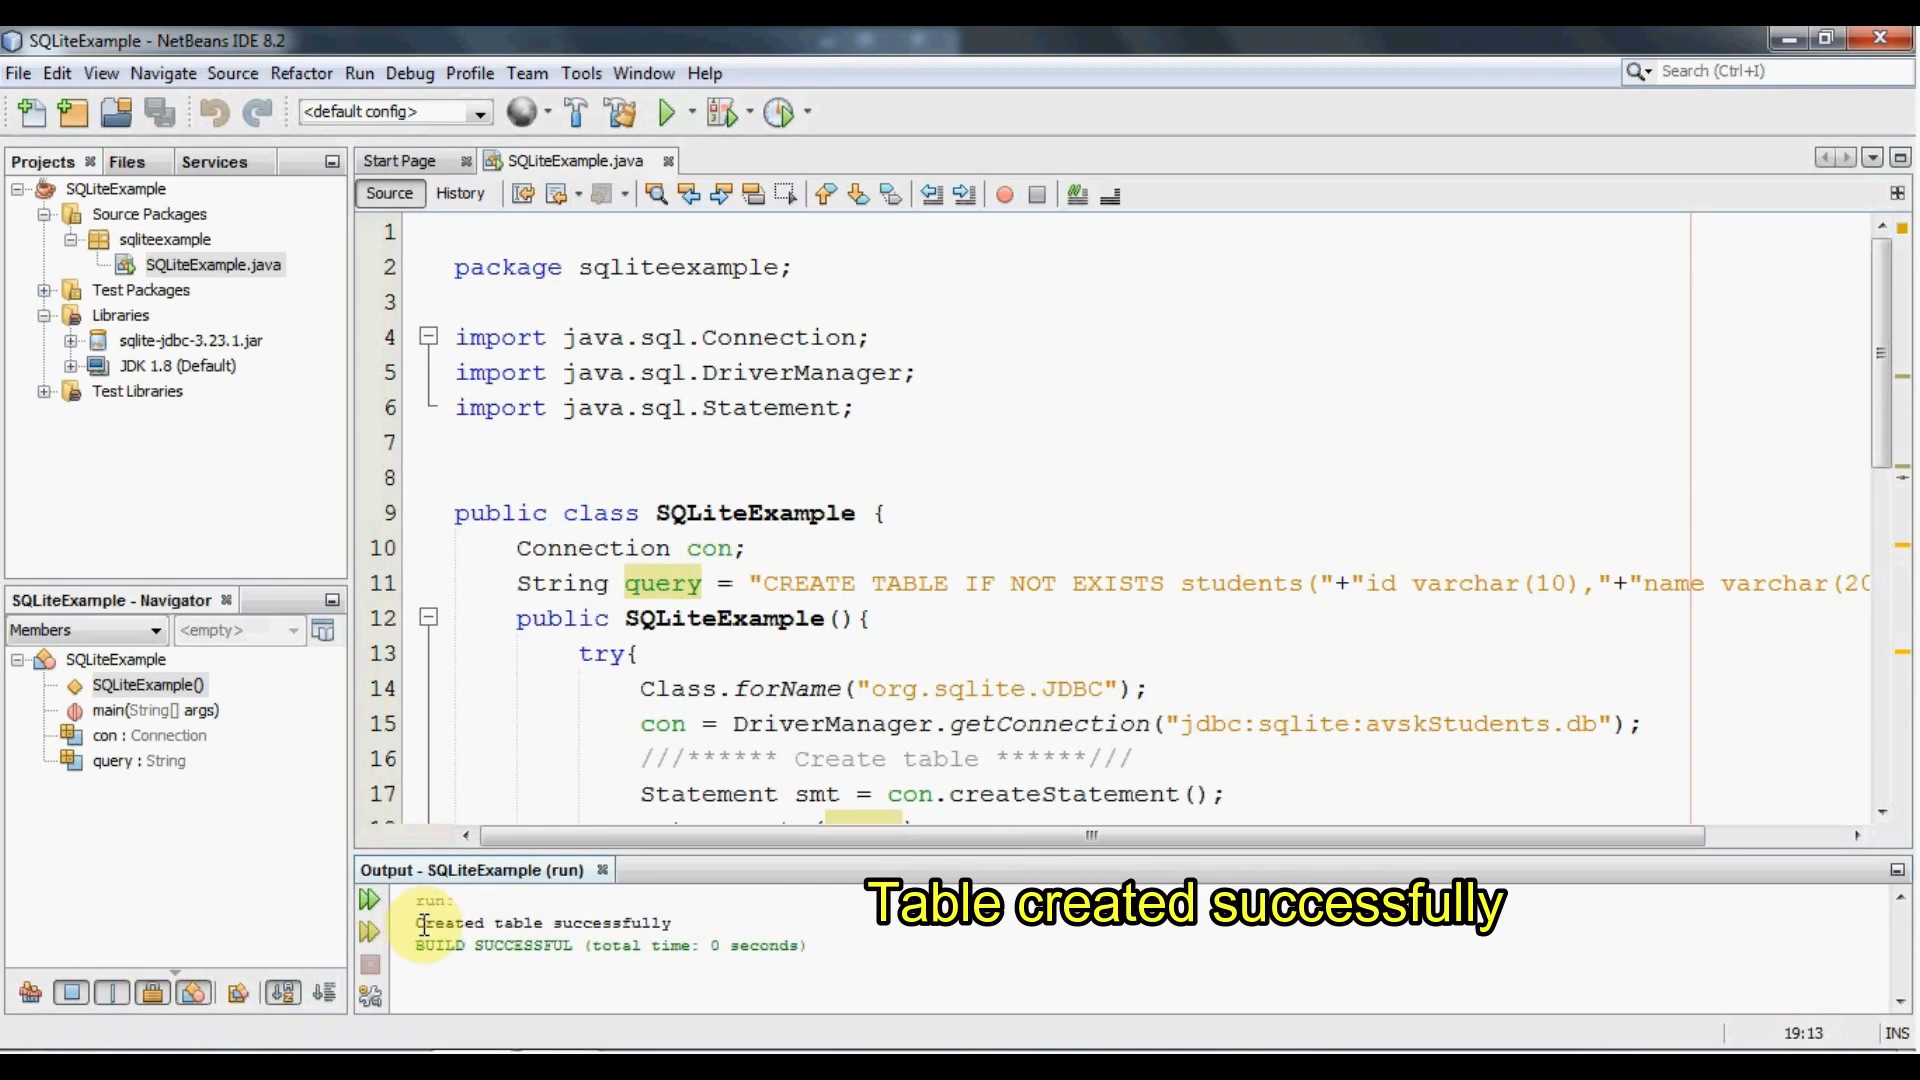 SQLiteExample - NetBeans IDE 8.2
File Edit View Navigate Source Refactor Run Debug Profile Team Tools Window Help
Search (Ctrl+I)
<default config>
Projects Files Services
Start Page SQLiteExample.java
SQLiteExample
Source Packages
sqliteexample
SQLiteExample.java
Test Packages
Libraries
sqlite-jdbc-3.23.1.jar
JDK 1.8 (Default)
Test Libraries
Source History
1
2 package sqliteexample;
3
4 import java.sql.Connection;
5 import java.sql.DriverManager;
6 import java.sql.Statement;
7
8
9 public class SQLiteExample {
10 Connection con;
11 String query = "CREATE TABLE IF NOT EXISTS students("+"id varchar(10),"+"name varchar(20
12 public SQLiteExample(){
13 try{
14 Class.forName("org.sqlite.JDBC");
15 con = DriverManager.getConnection("jdbc:sqlite:avskStudents.db");
16 ///****** Create table ******///
17 Statement smt = con.createStatement();
SQLiteExample - Navigator
Members <empty>
SQLiteExample
SQLiteExample()
main(String[] args)
con : Connection
query : String
Output - SQLiteExample (run)
run:
Created table successfully
BUILD SUCCESSFUL (total time: 0 seconds)
Table created successfully
19:13 INS